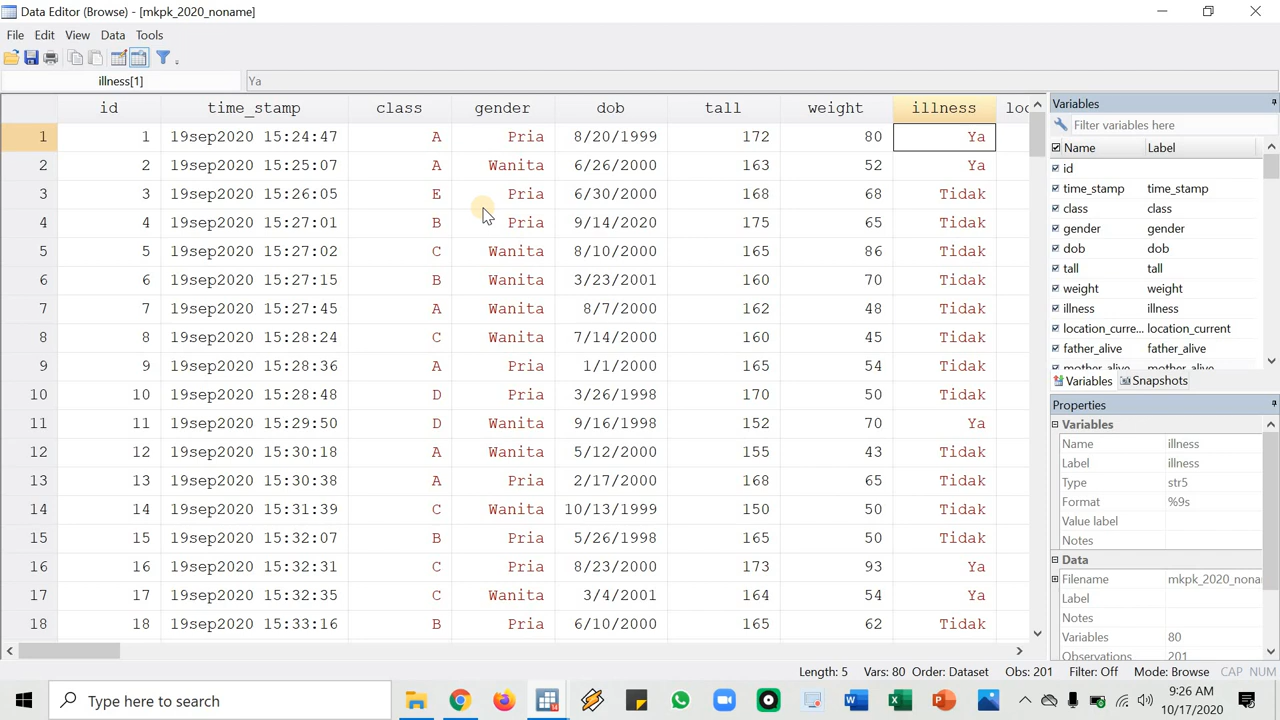 Data Editor (Browse) - [mkpk_2020_noname]
File Edit View Data Tools
illness[1] Ya
id time_stamp class gender dob tall weight illness loc
1 1 19sep2020 15:24:47 A Pria 8/20/1999 172 80 Ya
2 2 19sep2020 15:25:07 A Wanita 6/26/2000 163 52 Ya
3 3 19sep2020 15:26:05 E Pria 6/30/2000 168 68 Tidak
4 4 19sep2020 15:27:01 B Pria 9/14/2020 175 65 Tidak
5 5 19sep2020 15:27:02 C Wanita 8/10/2000 165 86 Tidak
6 6 19sep2020 15:27:15 B Wanita 3/23/2001 160 70 Tidak
7 7 19sep2020 15:27:45 A Wanita 8/7/2000 162 48 Tidak
8 8 19sep2020 15:28:24 C Wanita 7/14/2000 160 45 Tidak
9 9 19sep2020 15:28:36 A Pria 1/1/2000 165 54 Tidak
10 10 19sep2020 15:28:48 D Pria 3/26/1998 170 50 Tidak
11 11 19sep2020 15:29:50 D Wanita 9/16/1998 152 70 Ya
12 12 19sep2020 15:30:18 A Wanita 5/12/2000 155 43 Tidak
13 13 19sep2020 15:30:38 A Pria 2/17/2000 168 65 Tidak
14 14 19sep2020 15:31:39 C Wanita 10/13/1999 150 50 Tidak
15 15 19sep2020 15:32:07 B Pria 5/26/1998 165 50 Tidak
16 16 19sep2020 15:32:31 C Pria 8/23/2000 173 93 Ya
17 17 19sep2020 15:32:35 C Wanita 3/4/2001 164 54 Ya
18 18 19sep2020 15:33:16 B Pria 6/10/2000 165 62 Tidak
Variables
Filter variables here
Name Label
id
time_stamp time_stamp
class class
gender gender
dob dob
tall tall
weight weight
illness illness
location_curre... location_current
father_alive father_alive
mother_alive mother_alive
Variables Snapshots
Properties
Variables
Name illness
Label illness
Type str5
Format %9s
Value label
Notes
Data
Filename mkpk_2020_nona
Label
Notes
Variables 80
Observations 201
Length: 5 Vars: 80 Order: Dataset Obs: 201 Filter: Off Mode: Browse CAP NUM
Type here to search
9:26 AM
10/17/2020